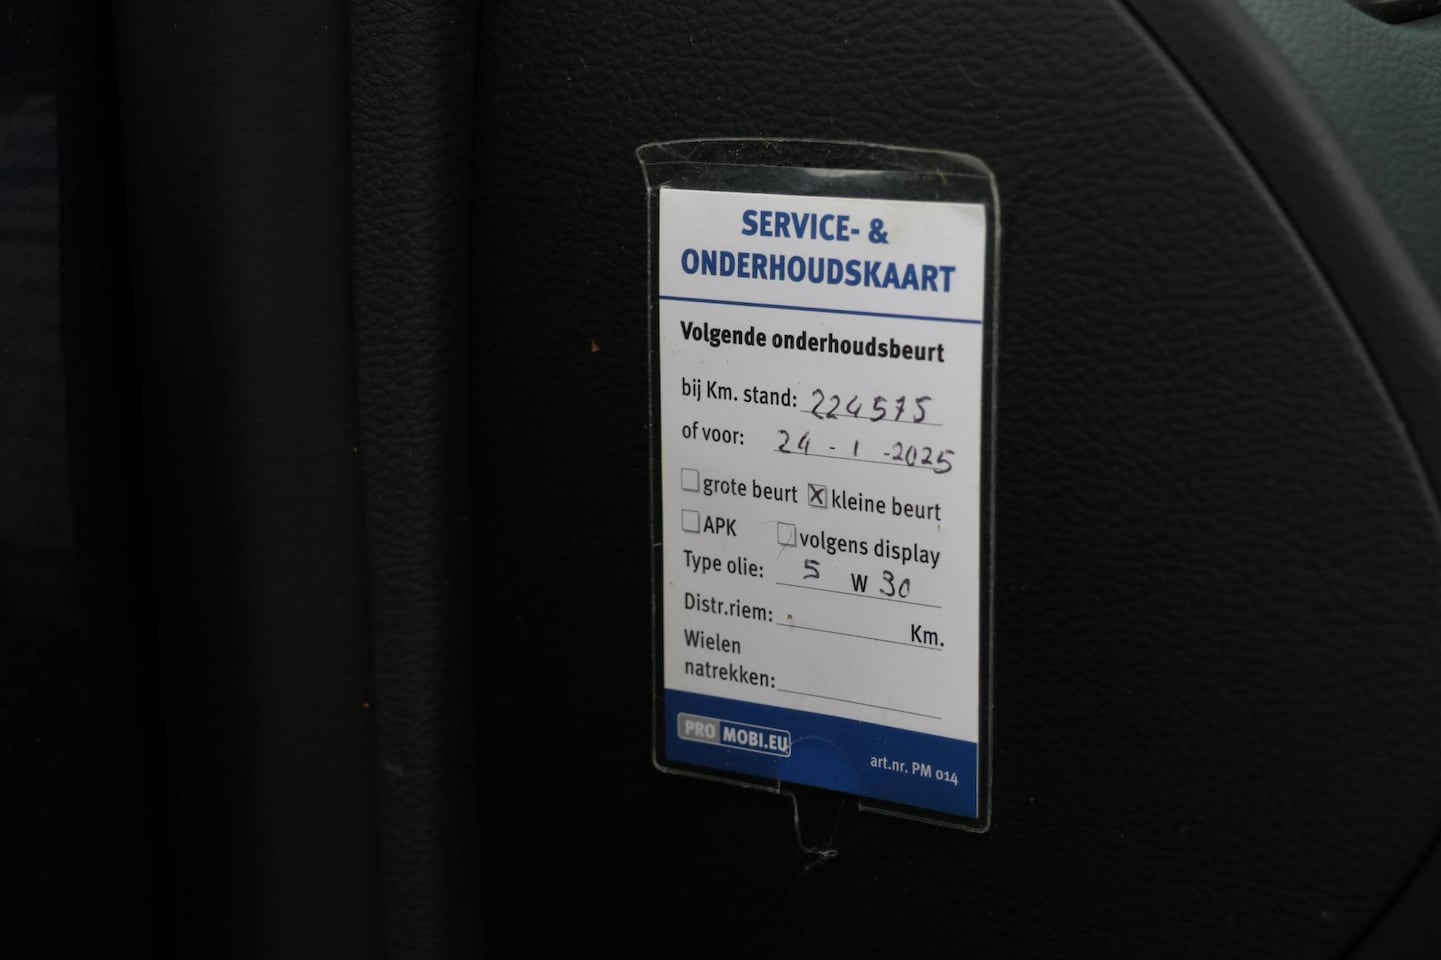 SERVICE- &
ONDERHOUDSKAART
Volgende onderhoudsbeurt
bij Km. stand: 224575
of voor: 24 - 1 - 2025
grote beurt X kleine beurt
APK volgens display
Type olie: 5 W 30
Distr.riem: Km.
Wielen
natrekken:
PRO MOBI.EU
art.nr. PM 014